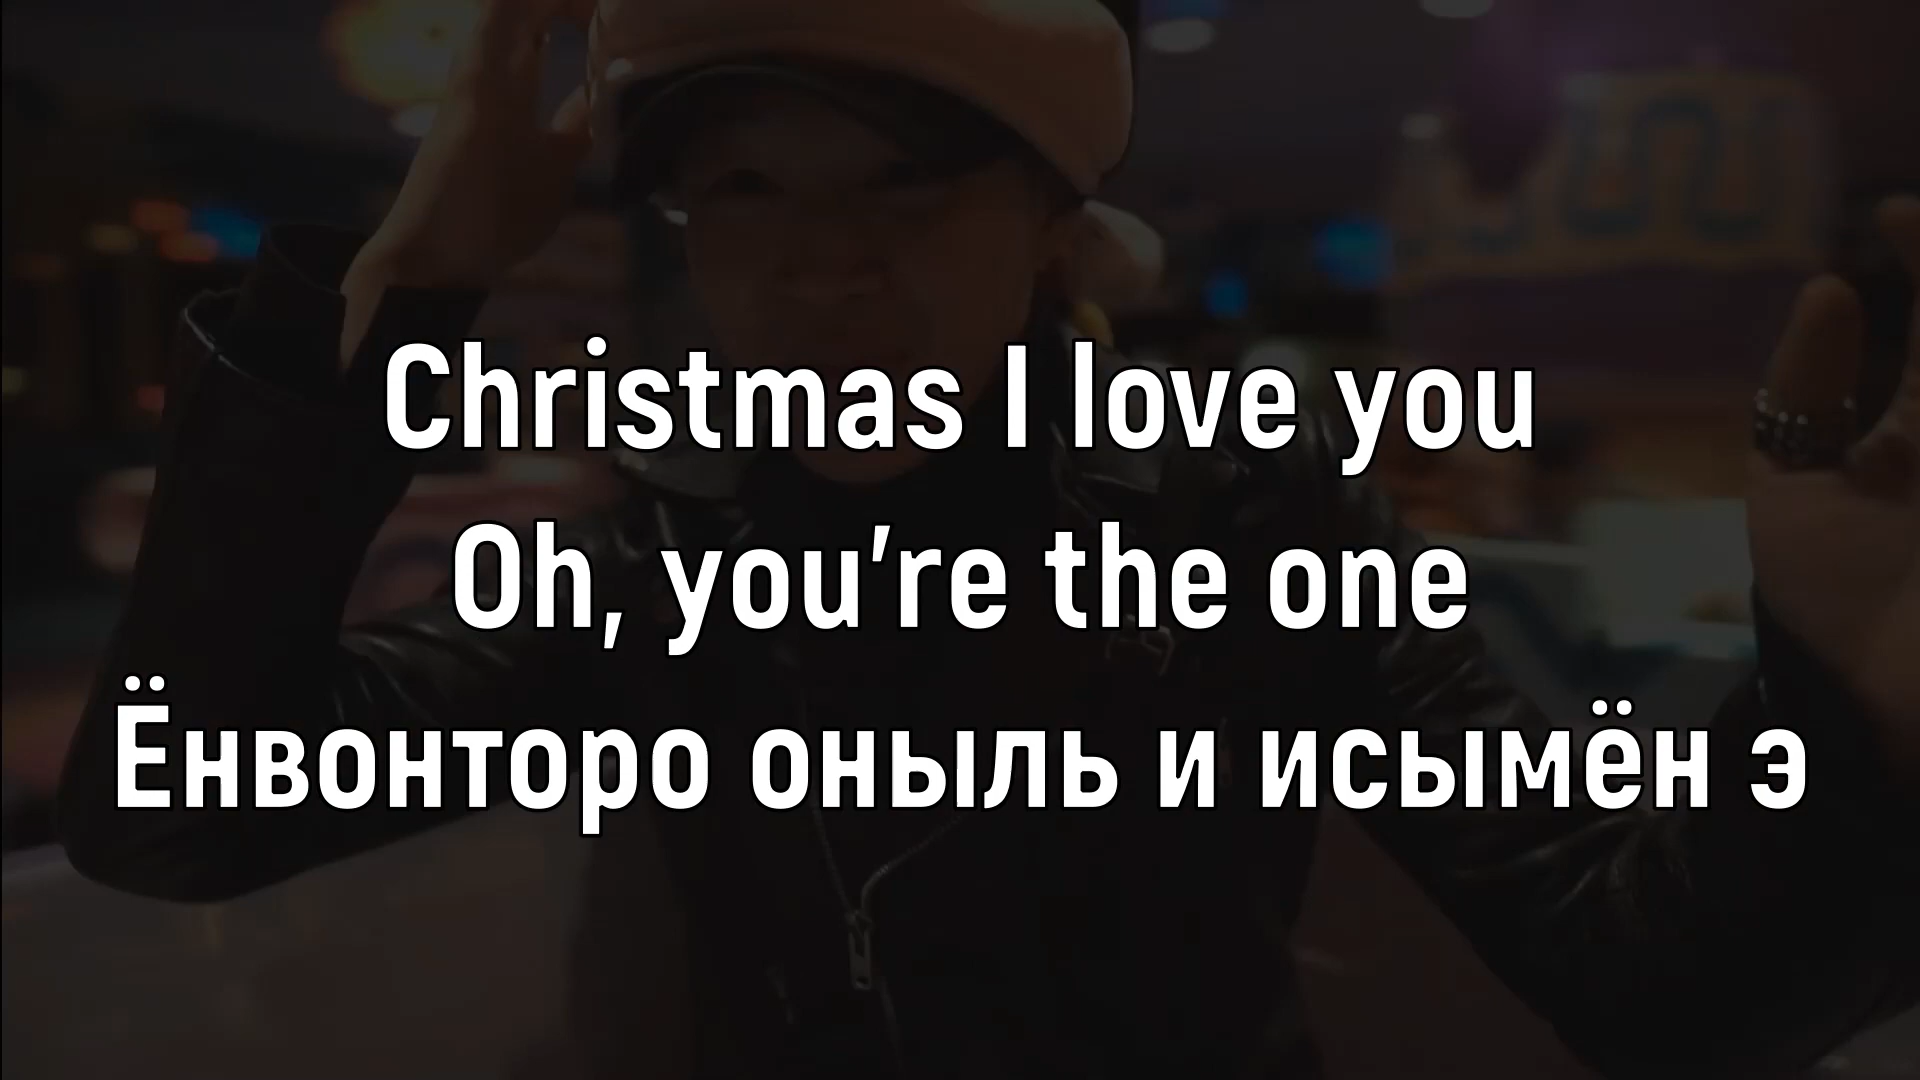 Christmas I love you
Oh, you're the one
Ёнвонторо оныль и исымён э